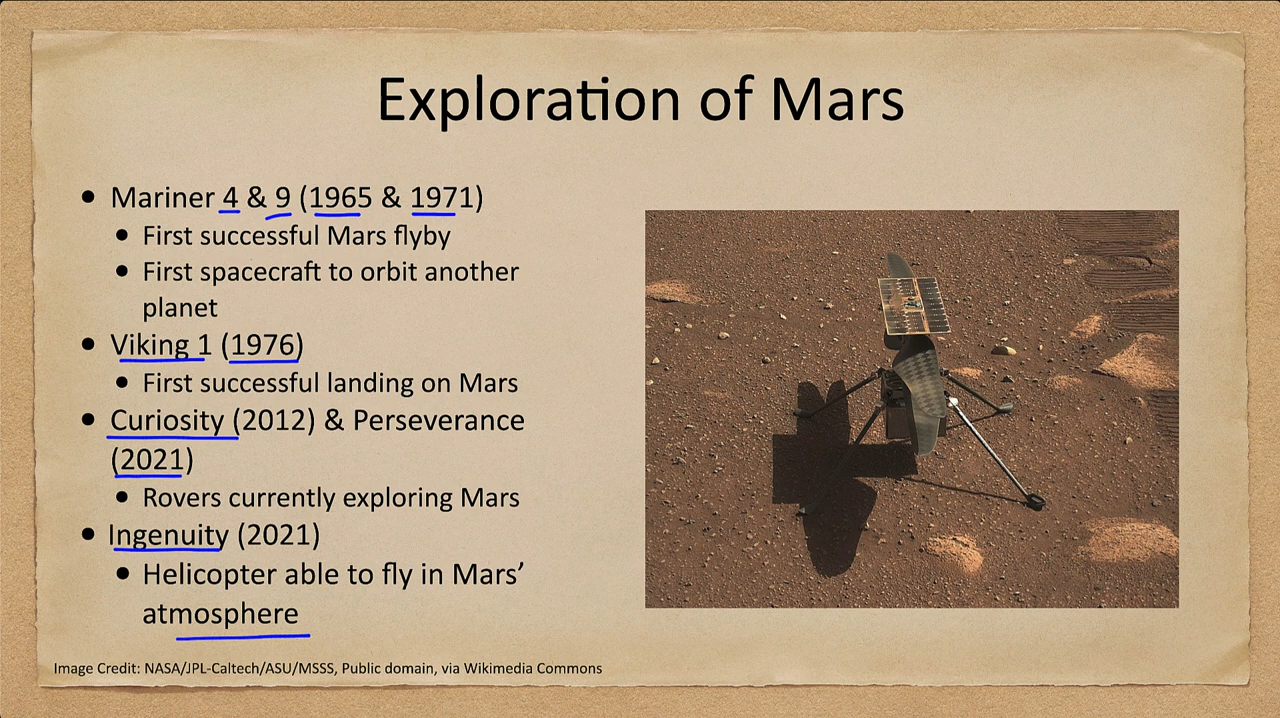 Exploration of Mars
• Mariner 4 & 9 (1965 & 1971)
• First successful Mars flyby
• First spacecraft to orbit another
planet
• Viking 1 (1976)
• First successful landing on Mars
• Curiosity (2012) & Perseverance
(2021)
• Rovers currently exploring Mars
• Ingenuity (2021)
• Helicopter able to fly in Mars’
atmosphere
Image Credit: NASA/JPL-Caltech/ASU/MSSS, Public domain, via Wikimedia Commons